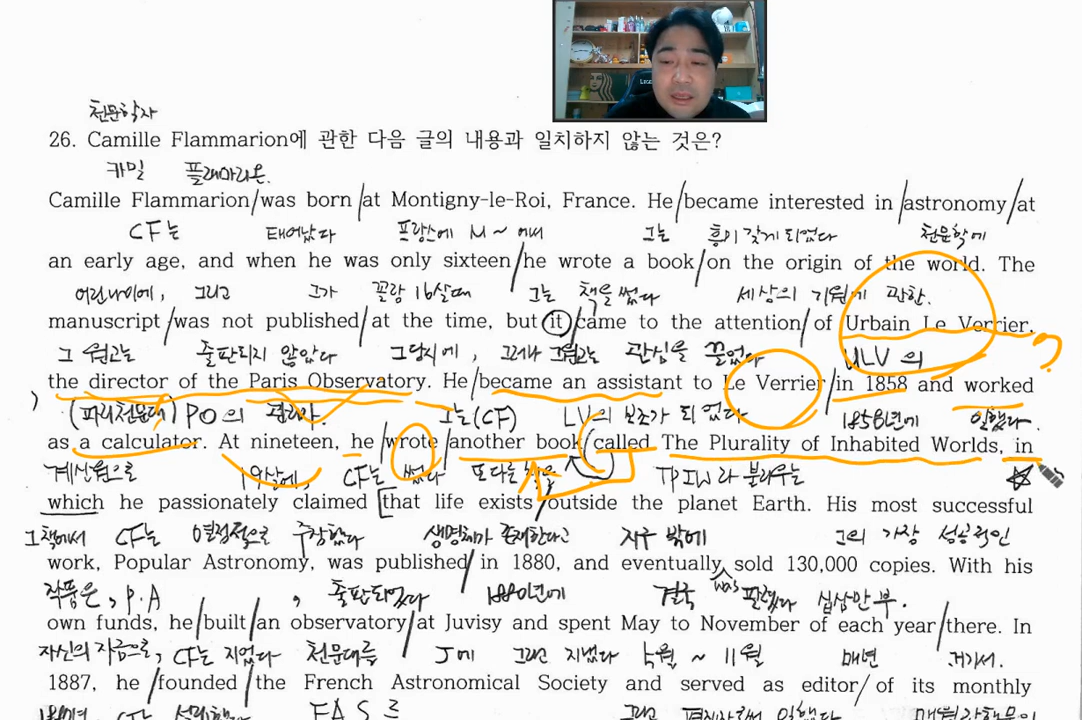 천문학자
26. Camille Flammarion에 관한 다음 글의 내용과 일치하지 않는 것은?
카밀 플래마리온.
Camille Flammarion/was born/at Montigny-le-Roi, France. He/became interested in/astronomy/at
CF는 태어났다 프랑스에 M ~ 에서 그는 흥미 갖게 되었다 천문학에
an early age, and when he was only sixteen/he wrote a book/on the origin of the world. The
어린나이에, 그리고 그가 꼴랑 16살때 그는 책을 썼다 세상의 기원에 관한.
manuscript/was not published/at the time, but it/came to the attention/of Urbain Le Verrier,
그 원고는 출판되지 않았다 그당시에, 그러나 그원고는 관심을 끌었다 ULV 의 ?
the director of the Paris Observatory. He/became an assistant to Le Verrier/in 1858 and worked
(파리천문대) PO의 관리자. 그는(CF) LV의 보조가 되었다 1858년에 일했다.
as a calculator. At nineteen, he/wrote/another book/called The Plurality of Inhabited Worlds, in
계산원으로 19살에, CF는 썼다 또다른 책을 TPIW라 불리우는
which he passionately claimed [that life exists/outside the planet Earth. His most successful
그책에서 CF는 열정적으로 주장했다 생명체가 존재한다고 지구 밖에 그의 가장 성공적인
work, Popular Astronomy, was published/in 1880, and eventually was sold 130,000 copies. With his
작품은, P.A , 출판되었다 1880년에 결국 팔렸다 십삼만부.
own funds, he/built/an observatory/at Juvisy and spent May to November of each year/there. In
자신의 자금으로, CF는 지었다 천문대를 J에 그리고 지냈다 5월 ~ 11월 매년 거기서.
1887, he/founded/the French Astronomical Society and served as editor/of its monthly
CF는 FAS를 그리고